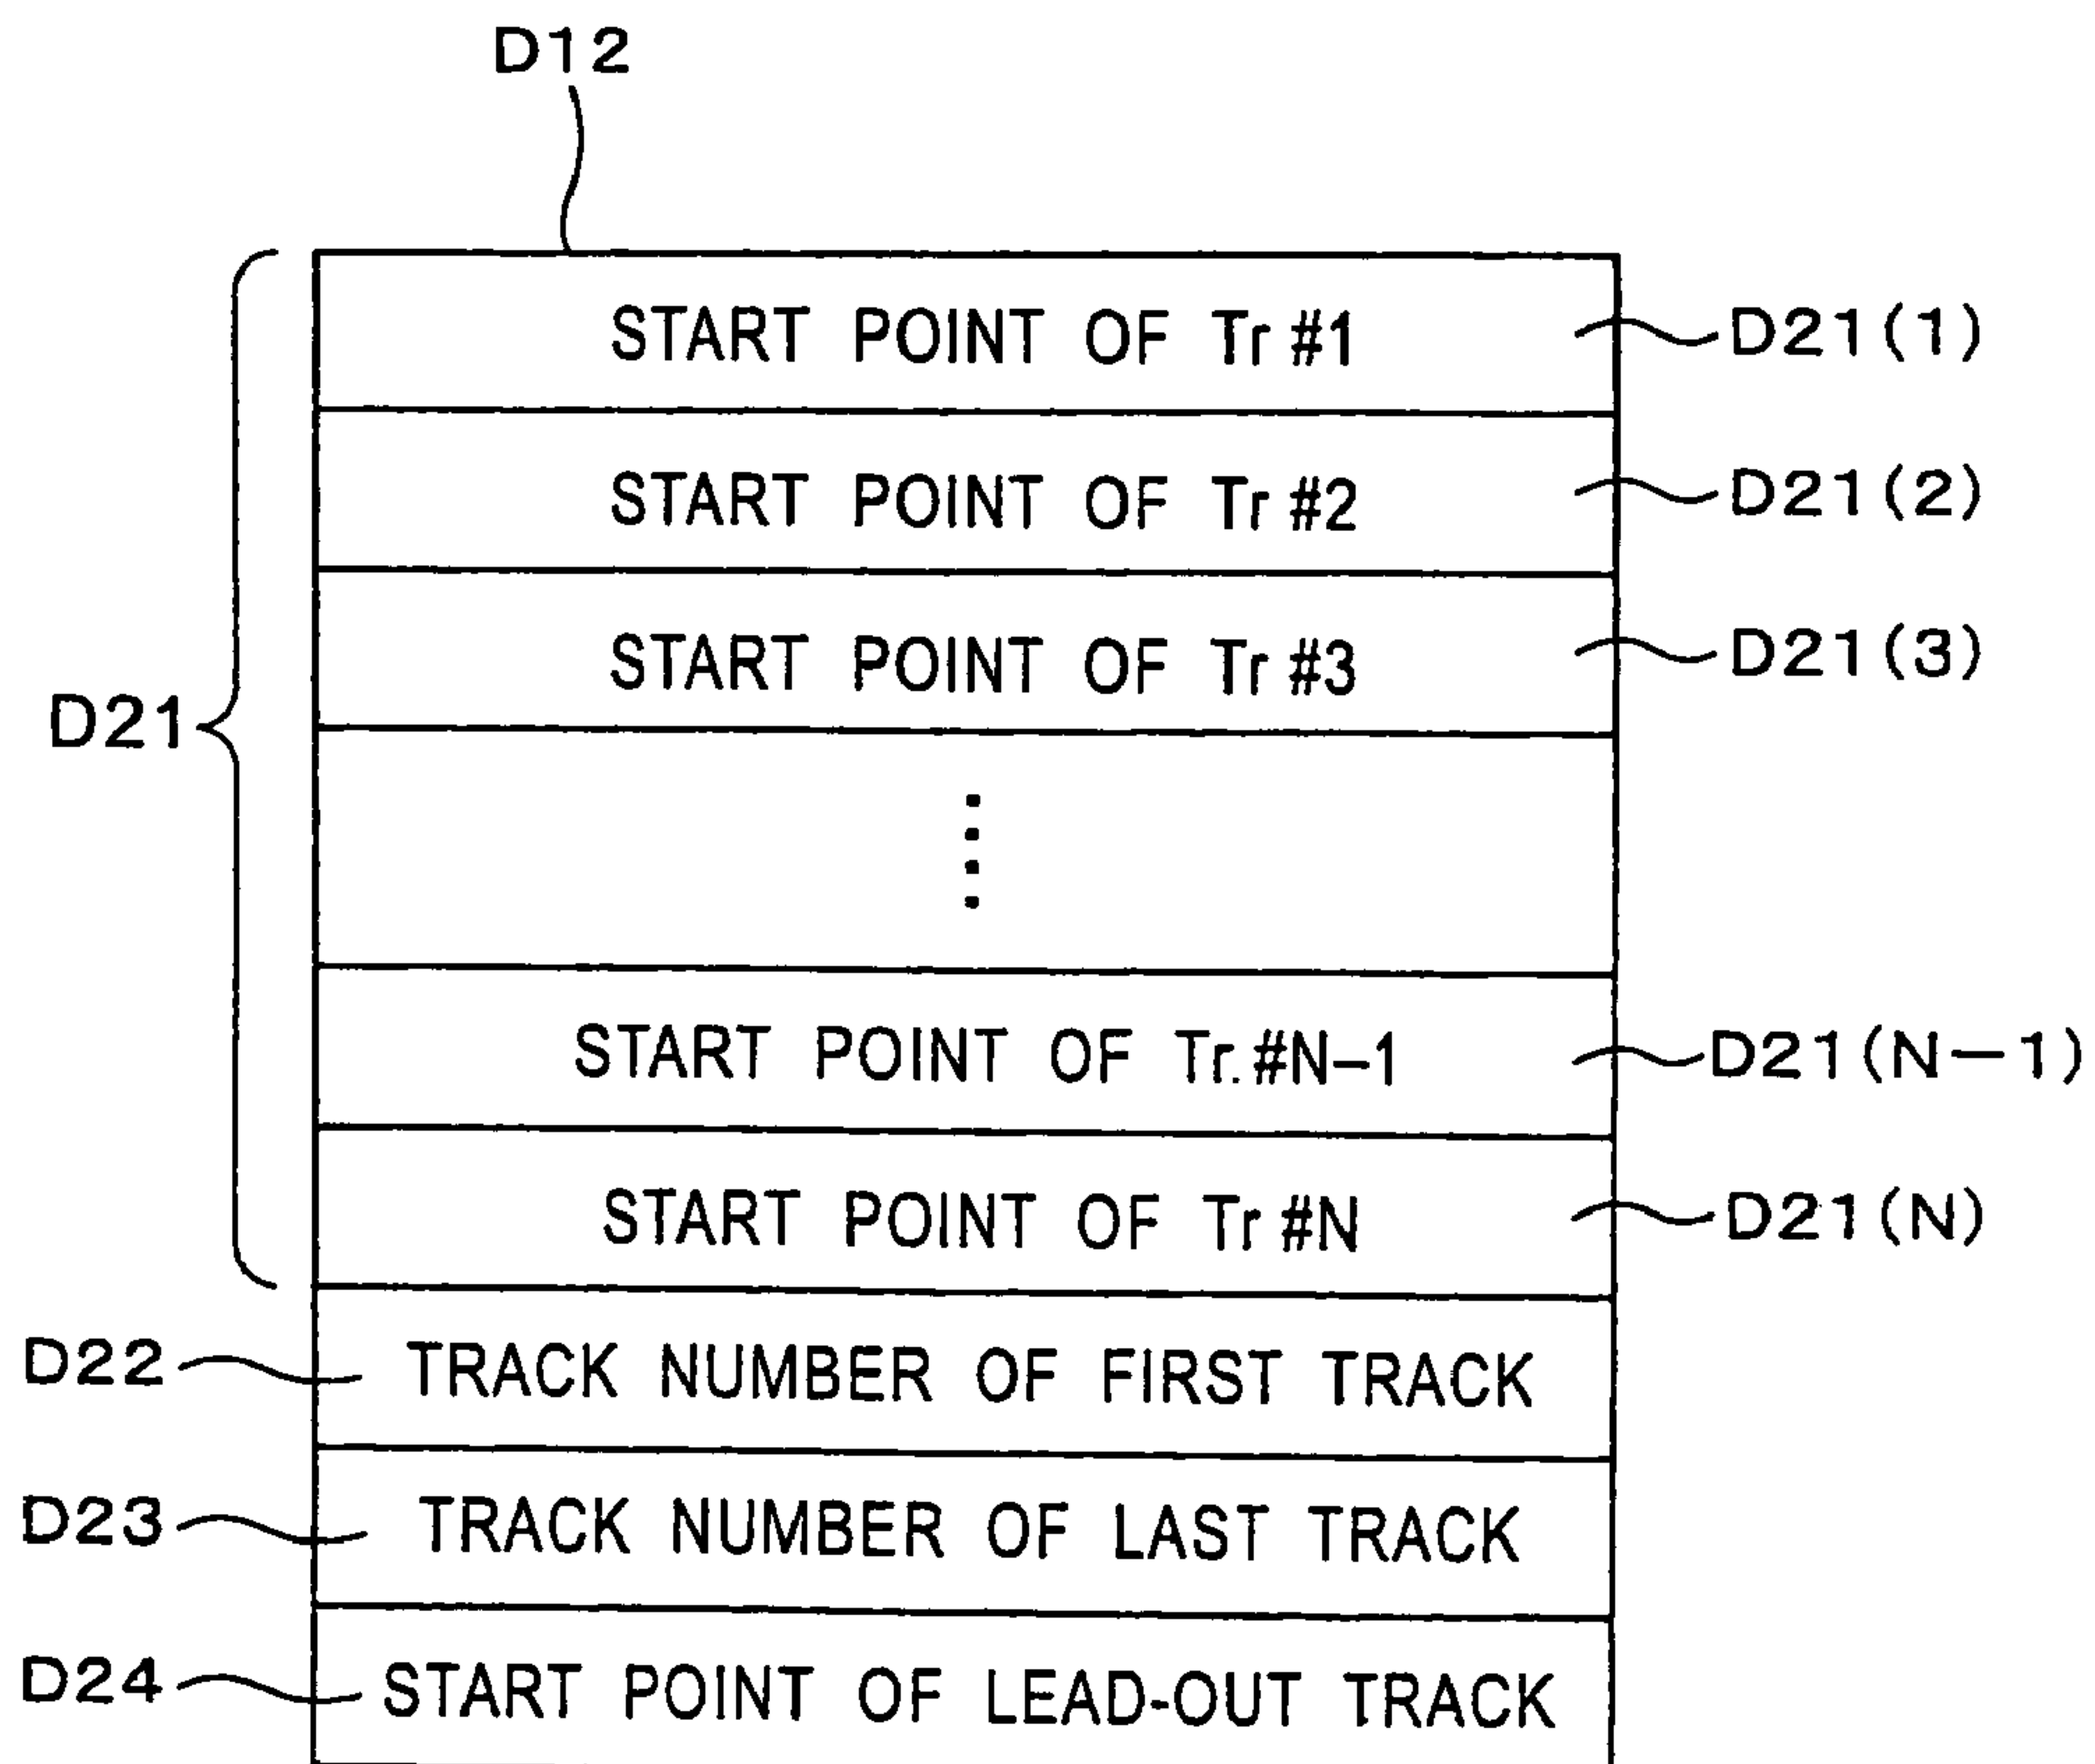 D12
START POINT OF Tr #1 D21(1)
START POINT OF Tr #2 D21(2)
START POINT OF Tr #3 D21(3)
D21
START POINT OF Tr. #N-1 D21(N-1)
START POINT OF Tr #N D21(N)
D22 TRACK NUMBER OF FIRST TRACK
D23 TRACK NUMBER OF LAST TRACK
D24 START POINT OF LEAD-OUT TRACK